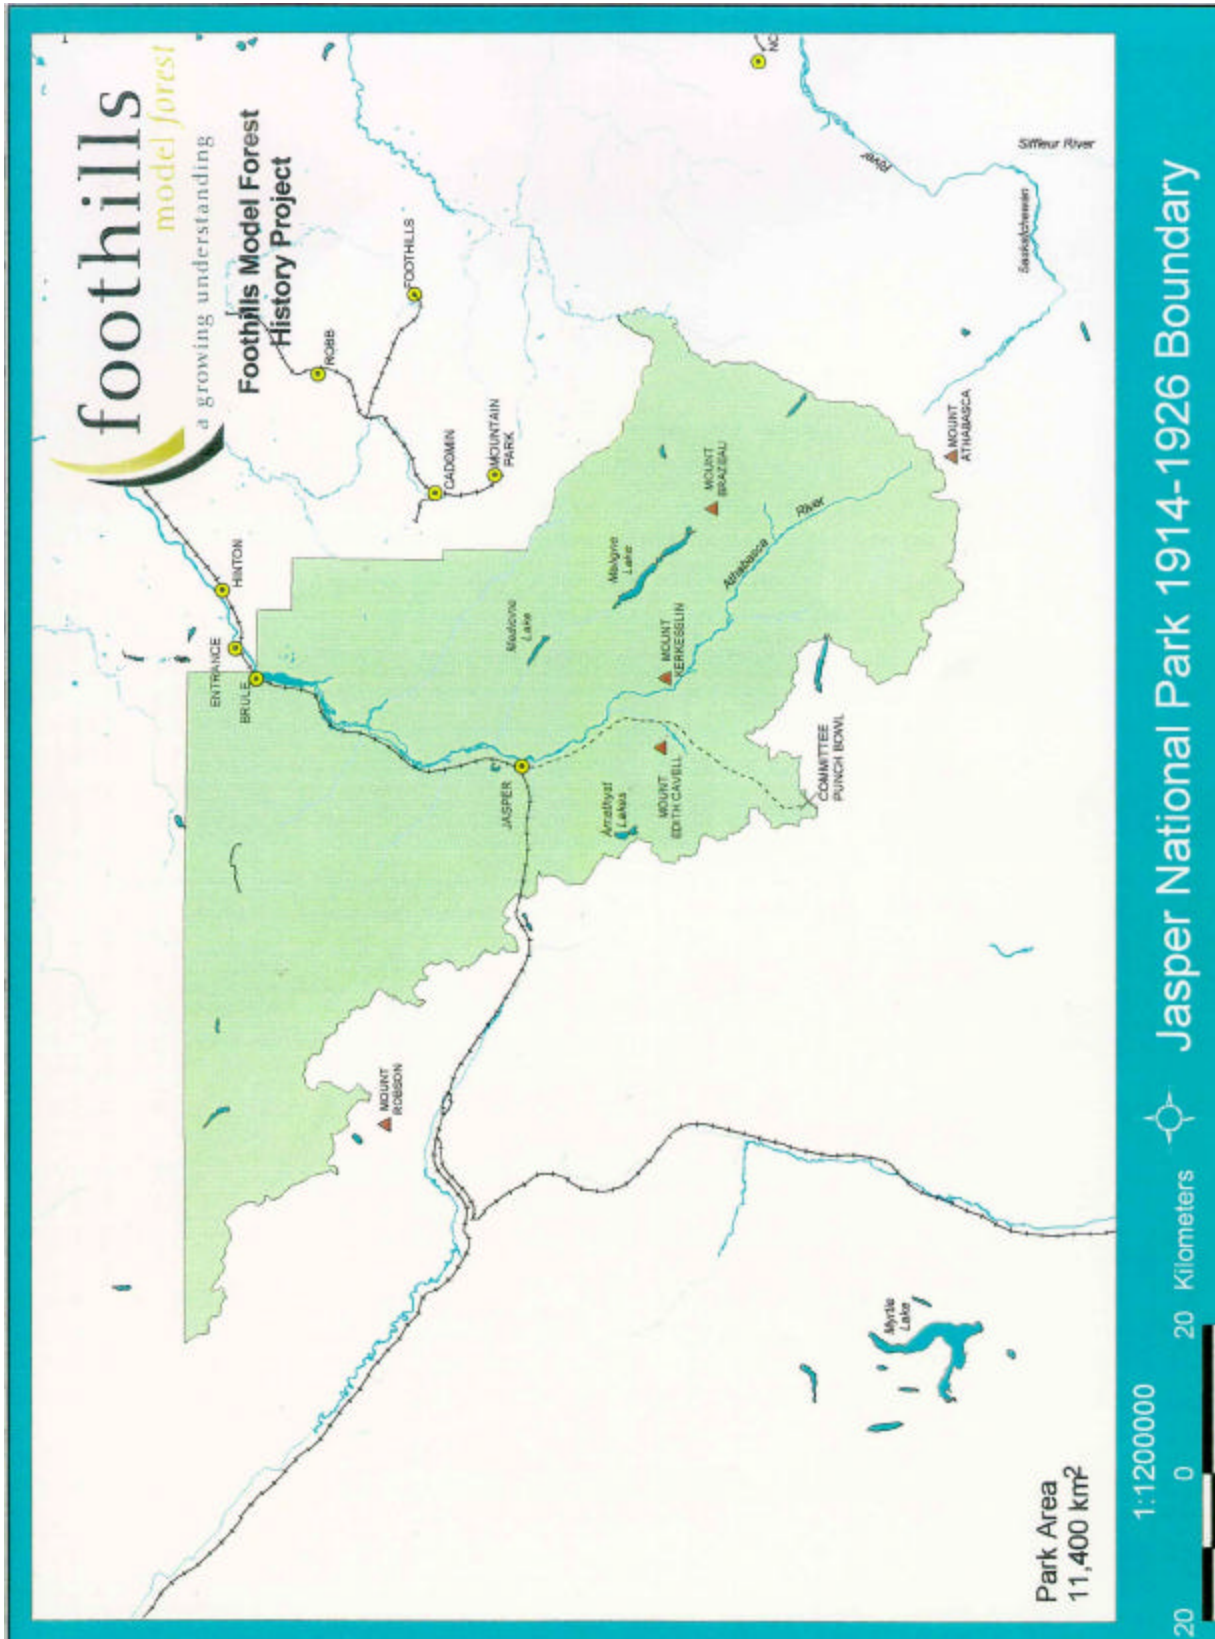 foothills
model forest
a growing understanding
Foothills Model Forest
History Project
ENTRANCE
HINTON
BRULE
ROBB
FOOTHILLS
CADOMIN
MOUNTAIN
PARK
NO
River
Siffleur River
Saskatchewan
JASPER
Medicine
Lake
Maligne
Lake
MOUNT
BRAZEAU
Athabasca
River
MOUNT
ATHABASCA
MOUNT
KERKESELIN
MOUNT
EDITH CAVELL
Amethyst
Lakes
COMMITTEE
PUNCH BOWL
MOUNT
ROBSON
Myrtle
Lake
Park Area
11,400 km²
1:1200000
20 0 20 Kilometers
Jasper National Park 1914-1926 Boundary